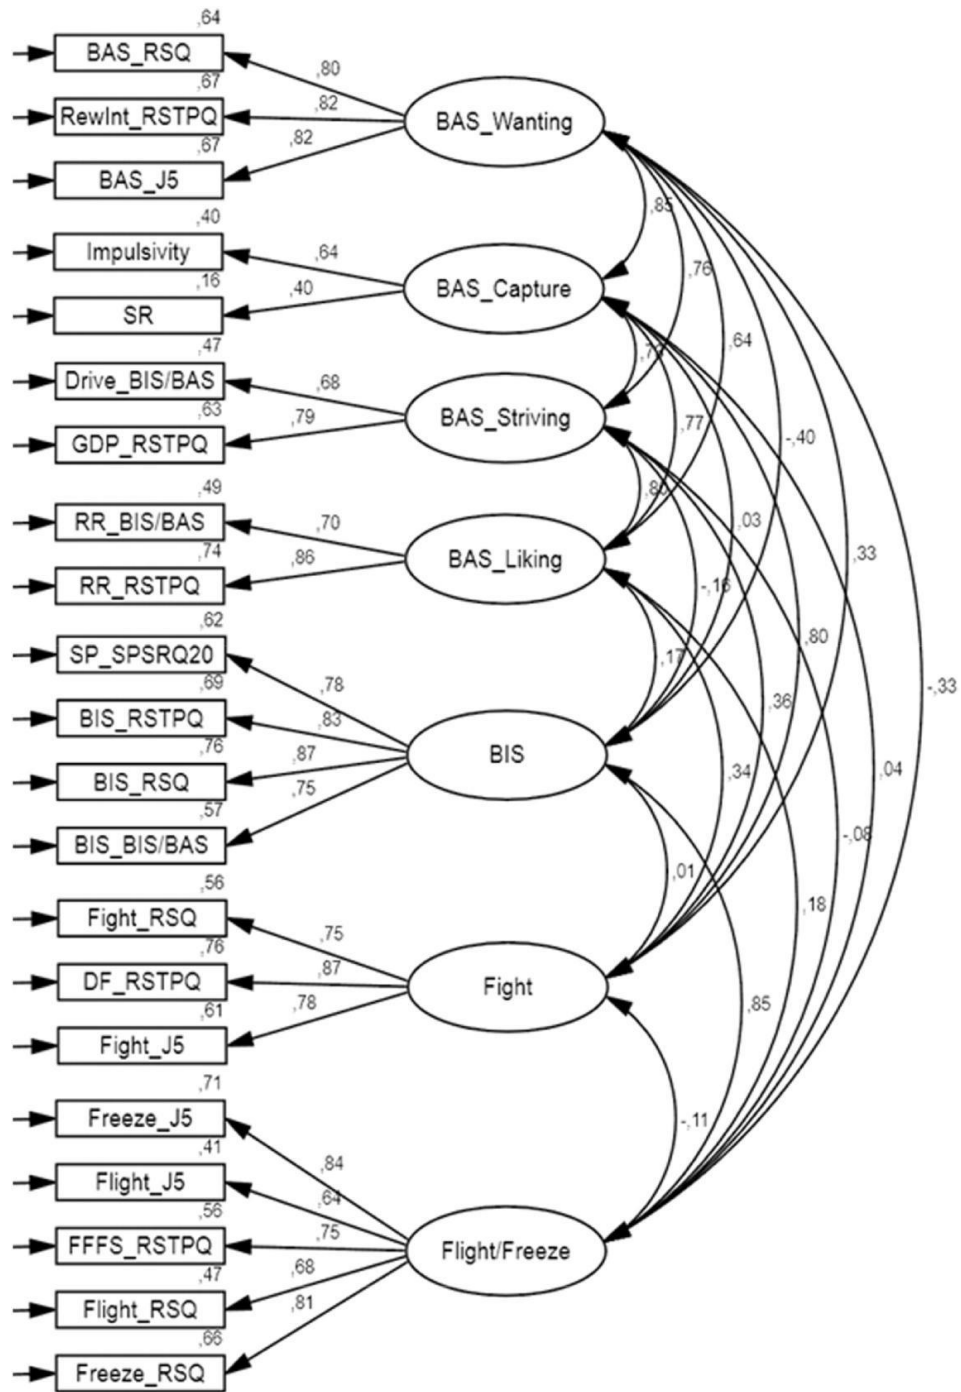 ,64
BAS_RSQ
,80
,67
RewInt_RSTPQ
,82
BAS_Wanting
,67
BAS_J5
,82
,85
,40
Impulsivity
,64
,76
BAS_Capture
,16
SR
,40
,64
,47
Drive_BIS/BAS
,68
BAS_Striving
,77
-,40
,63
GDP_RSTPQ
,79
,49
RR_BIS/BAS
,70
,03
BAS_Liking
,33
,74
RR_RSTPQ
,86
-,16
,62
SP_SPSRQ20
,17
,80
,78
-,33
,69
BIS_RSTPQ
,83
,36
,76
BIS_RSQ
,87
BIS
,34
,04
,57
BIS_BIS/BAS
,75
-,08
,56
Fight_RSQ
,75
,01
,18
,76
DF_RSTPQ
,87
Fight
,61
Fight_J5
,78
,85
,71
Freeze_J5
,84
-,11
,41
Flight_J5
,64
,56
FFFS_RSTPQ
,75
Flight/Freeze
,47
Flight_RSQ
,68
,66
Freeze_RSQ
,81